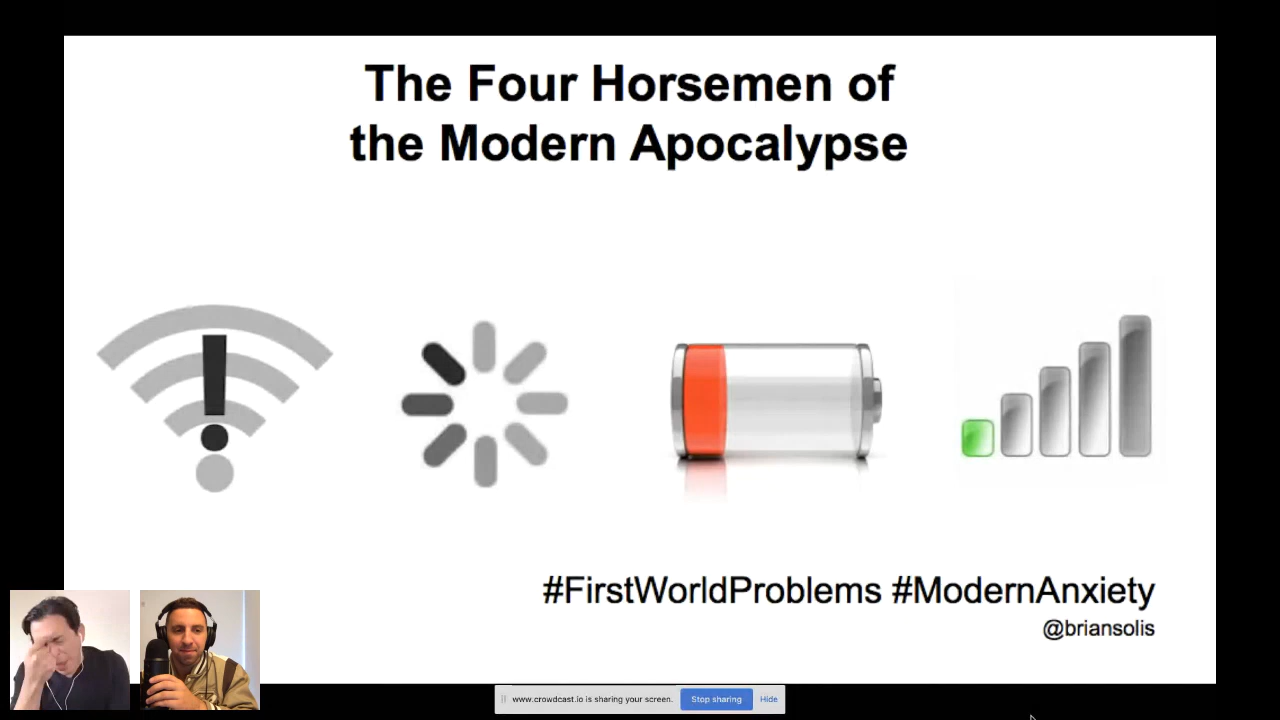 The Four Horsemen of
the Modern Apocalypse
#FirstWorldProblems #ModernAnxiety
@briansolis
www.crowdcast.io is sharing your screen.
Stop sharing
Hide